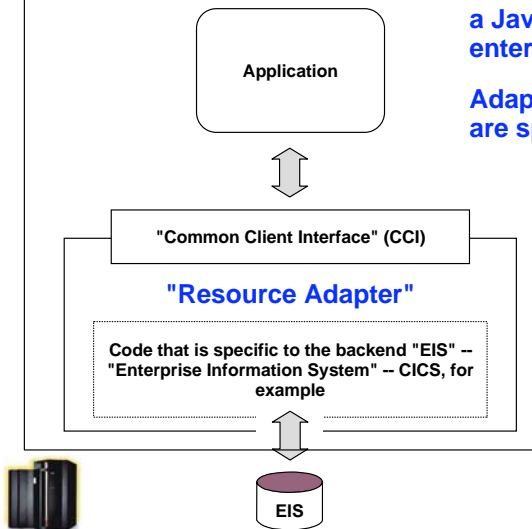 a Jav
enter
Adap
are s
Application
"Common Client Interface" (CCI)
"Resource Adapter"
Code that is specific to the backend "EIS" --
"Enterprise Information System" -- CICS, for
example
EIS